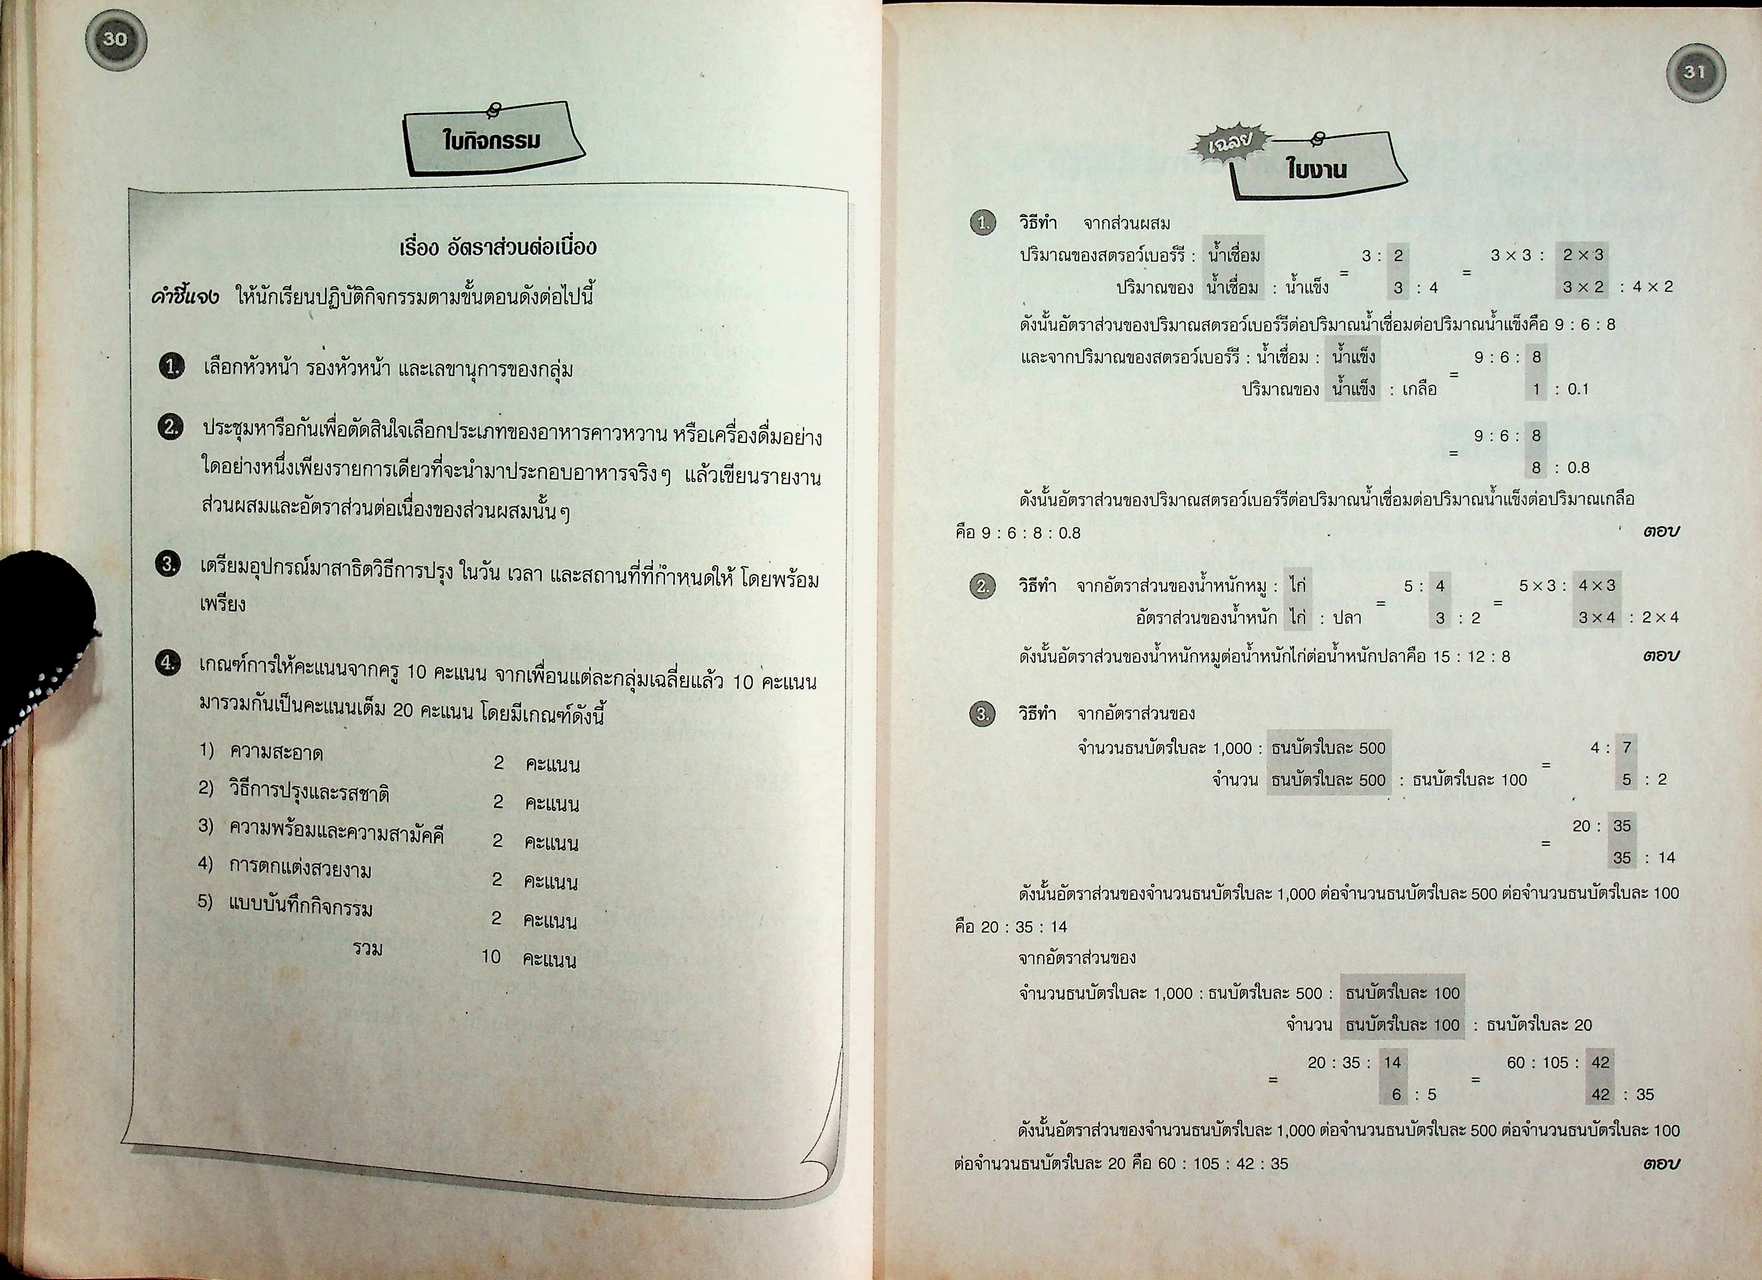 30
ใบกิจกรรม
เรื่อง อัตราส่วนต่อเนื่อง
คำชี้แจง ให้นักเรียนปฏิบัติกิจกรรมตามขั้นตอนดังต่อไปนี้
1. เลือกหัวหน้า รองหัวหน้า และเลขานุการของกลุ่ม
2. ประชุมหารือกันเพื่อตัดสินใจเลือกประเภทของอาหารคาวหวาน หรือเครื่องดื่มอย่าง
ใดอย่างหนึ่งเพียงรายการเดียวที่จะนำมาประกอบอาหารจริงๆ แล้วเขียนรายงาน
ส่วนผสมและอัตราส่วนต่อเนื่องของส่วนผสมนั้นๆ
3. เตรียมอุปกรณ์มาสาธิตวิธีการปรุง ในวัน เวลา และสถานที่ที่กำหนดให้ โดยพร้อม
เพรียง
4. เกณฑ์การให้คะแนนจากครู 10 คะแนน จากเพื่อนแต่ละกลุ่มเฉลี่ยแล้ว 10 คะแนน
มารวมกันเป็นคะแนนเต็ม 20 คะแนน โดยมีเกณฑ์ดังนี้
1) ความสะอาด 2 คะแนน
2) วิธีการปรุงและรสชาติ 2 คะแนน
3) ความพร้อมและความสามัคคี 2 คะแนน
4) การตกแต่งสวยงาม 2 คะแนน
5) แบบบันทึกกิจกรรม 2 คะแนน
รวม 10 คะแนน
31
เฉลย
ใบงาน
1. วิธีทำ จากส่วนผสม
ปริมาณของสตรอว์เบอร์รี : น้ำเชื่อม 3 : 2 3 × 3 : 2 × 3
= =
ปริมาณของ น้ำเชื่อม : น้ำแข็ง 3 : 4 3 × 2 : 4 × 2
ดังนั้นอัตราส่วนของปริมาณสตรอว์เบอร์รีต่อปริมาณน้ำเชื่อมต่อปริมาณน้ำแข็งคือ 9 : 6 : 8
และจากปริมาณของสตรอว์เบอร์รี : น้ำเชื่อม : น้ำแข็ง 9 : 6 : 8
=
ปริมาณของ น้ำแข็ง : เกลือ 1 : 0.1
9 : 6 : 8
=
8 : 0.8
ดังนั้นอัตราส่วนของปริมาณสตรอว์เบอร์รีต่อปริมาณน้ำเชื่อมต่อปริมาณน้ำแข็งต่อปริมาณเกลือ
คือ 9 : 6 : 8 : 0.8 ตอบ
2. วิธีทำ จากอัตราส่วนของน้ำหนักหมู : ไก่ 5 : 4 5 × 3 : 4 × 3
= =
อัตราส่วนของน้ำหนัก ไก่ : ปลา 3 : 2 3 × 4 : 2 × 4
ดังนั้นอัตราส่วนของน้ำหนักหมูต่อน้ำหนักไก่ต่อน้ำหนักปลาคือ 15 : 12 : 8 ตอบ
3. วิธีทำ จากอัตราส่วนของ
จำนวนธนบัตรใบละ 1,000 : ธนบัตรใบละ 500 4 : 7
=
จำนวน ธนบัตรใบละ 500 : ธนบัตรใบละ 100 5 : 2
20 : 35
=
35 : 14
ดังนั้นอัตราส่วนของจำนวนธนบัตรใบละ 1,000 ต่อจำนวนธนบัตรใบละ 500 ต่อจำนวนธนบัตรใบละ 100
คือ 20 : 35 : 14
จากอัตราส่วนของ
จำนวนธนบัตรใบละ 1,000 : ธนบัตรใบละ 500 : ธนบัตรใบละ 100
จำนวน ธนบัตรใบละ 100 : ธนบัตรใบละ 20
20 : 35 : 14 60 : 105 : 42
= =
6 : 5 42 : 35
ดังนั้นอัตราส่วนของจำนวนธนบัตรใบละ 1,000 ต่อจำนวนธนบัตรใบละ 500 ต่อจำนวนธนบัตรใบละ 100
ต่อจำนวนธนบัตรใบละ 20 คือ 60 : 105 : 42 : 35 ตอบ